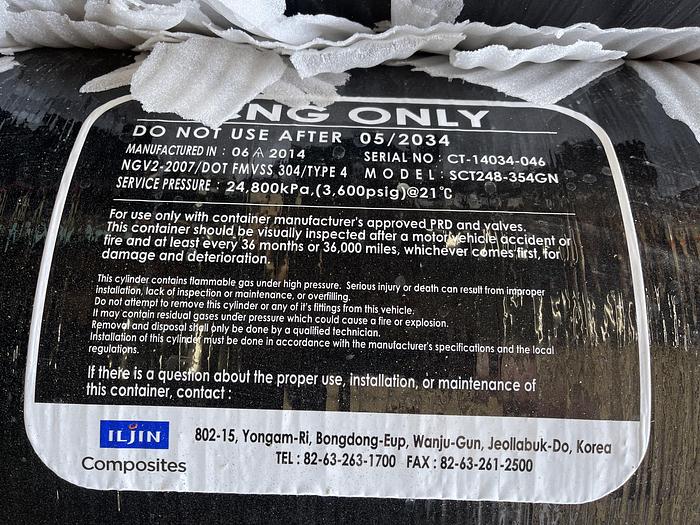 CNG ONLY
DO NOT USE AFTER 05/2034
MANUFACTURED IN : 06 2014 SERIAL NO : CT-14034-046
NGV2-2007/DOT FMVSS 304/TYPE 4 MODEL: SCT248-354GN
SERVICE PRESSURE : 24,800kPa,(3,600psig)@21℃
For use only with container manufacturer's approved PRD and valves.
This container should be visually inspected after a motor vehicle accident or
fire and at least every 36 months or 36,000 miles, whichever comes first, for
damage and deterioration.
This cylinder contains flammable gas under high pressure. Serious injury or death can result from improper
installation, lack of inspection or maintenance, or overfilling.
Do not attempt to remove this cylinder or any of it's fittings from this vehicle.
It may contain residual gases under pressure which could cause a fire or explosion.
Removal and disposal shall only be done by a qualified technician.
Installation of this cylinder must be done in accordance with the manufacturer's specifications and the local
regulations.
If there is a question about the proper use, installation, or maintenance of
this container, contact :
ILJIN
Composites
802-15, Yongam-Ri, Bongdong-Eup, Wanju-Gun, Jeollabuk-Do, Korea
TEL : 82-63-263-1700 FAX : 82-63-261-2500